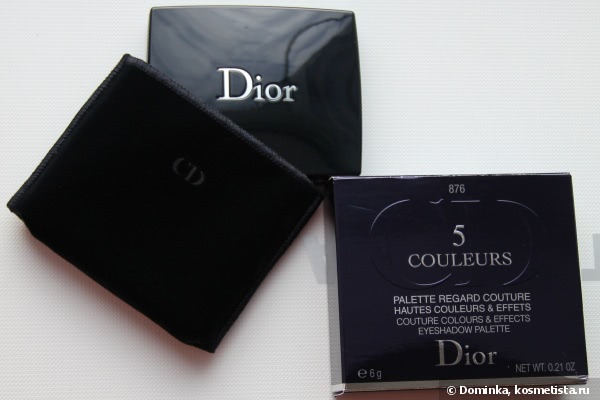 Dior
CD
876
5
COULEURS
PALETTE REGARD COUTURE
HAUTES COULEURS & EFFETS
COUTURE COLOURS & EFFECTS
EYESHADOW PALETTE
Dior
℮ 6 g
NET WT. 0.21 OZ
© Dominka, kosmetista.ru